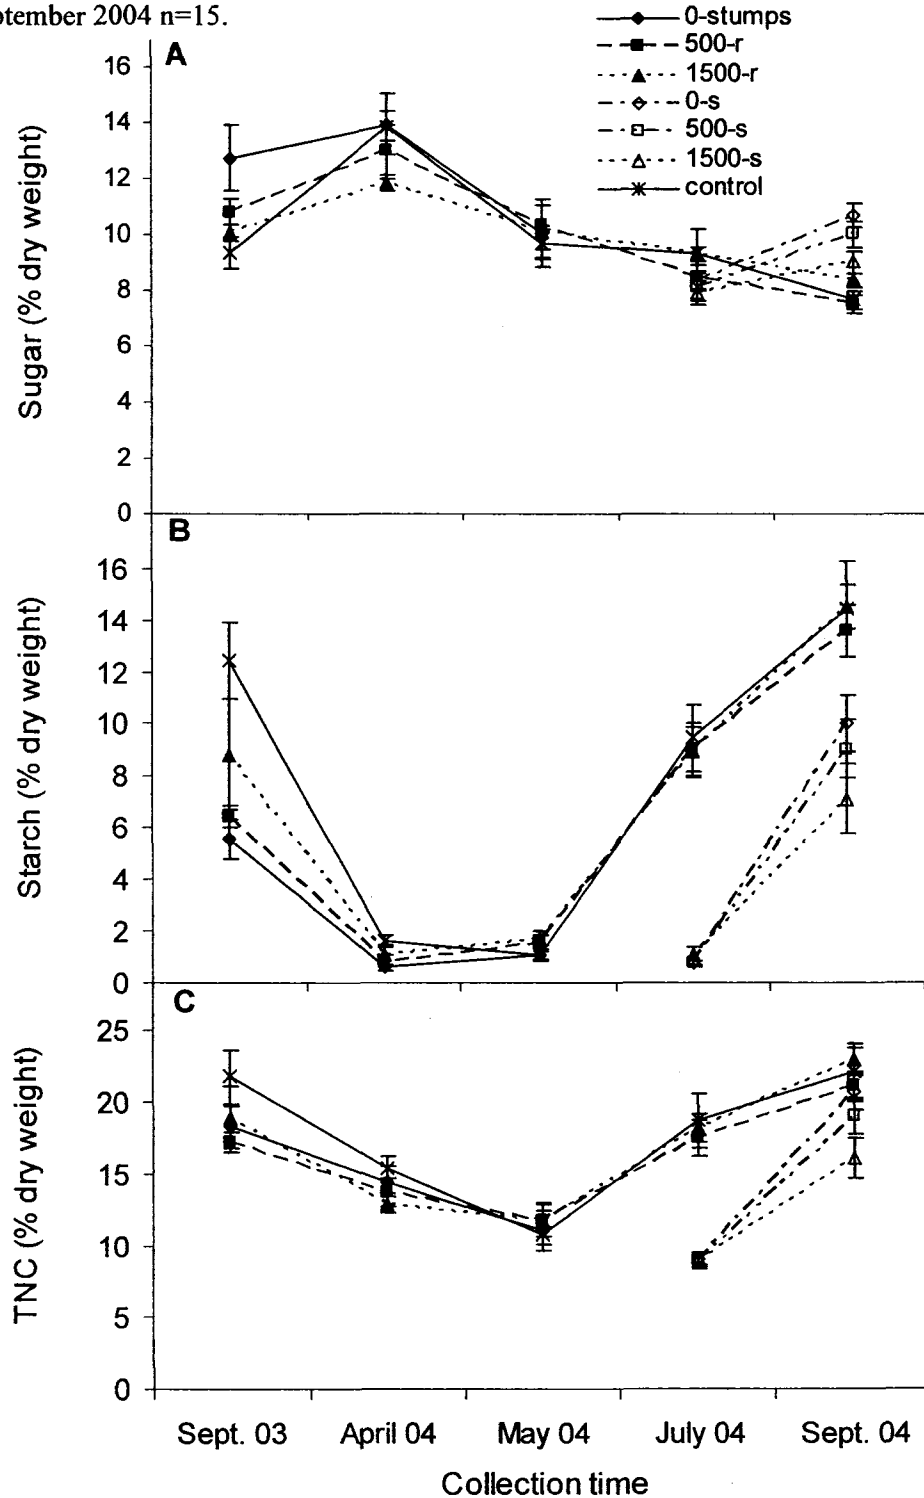 ptember 2004 n=15.
0-stumps
500-r
1500-r
0-s
500-s
1500-s
control
A
16
14
12
10
8
6
4
2
0
Sugar (% dry weight)
B
16
14
12
10
8
6
4
2
0
Starch (% dry weight)
C
25
20
15
10
5
0
TNC (% dry weight)
Sept. 03 April 04 May 04 July 04 Sept. 04
Collection time